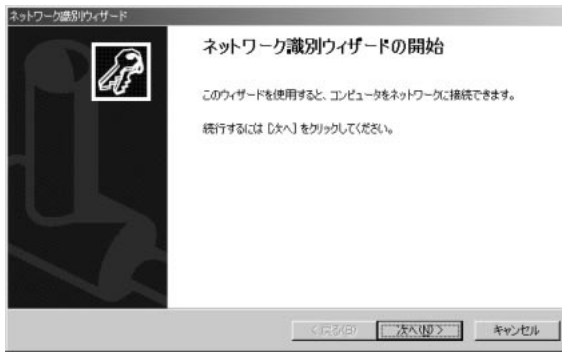 ネットワーク識別ウィザード
ネットワーク識別ウィザードの開始
このウィザードを使用すると、コンピュータをネットワークに接続できます。
続行するには [次へ] をクリックしてください。
< 戻る(B)
次へ(N) >
キャンセル